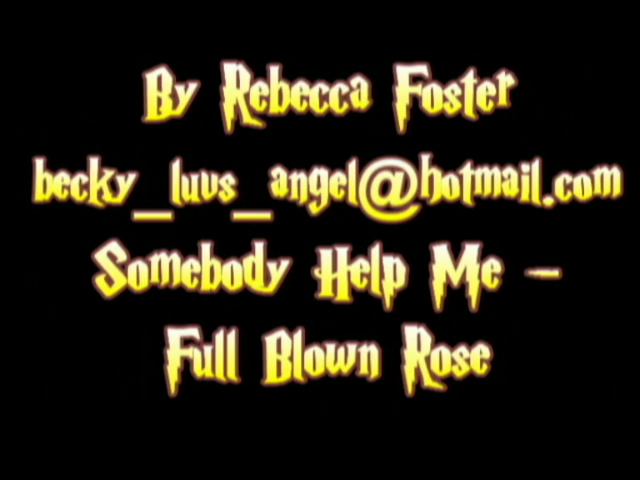 By Rebecca Foster
becky_luvs_angel@hotmail.com
Somebody Help Me -
Full Blown Rose